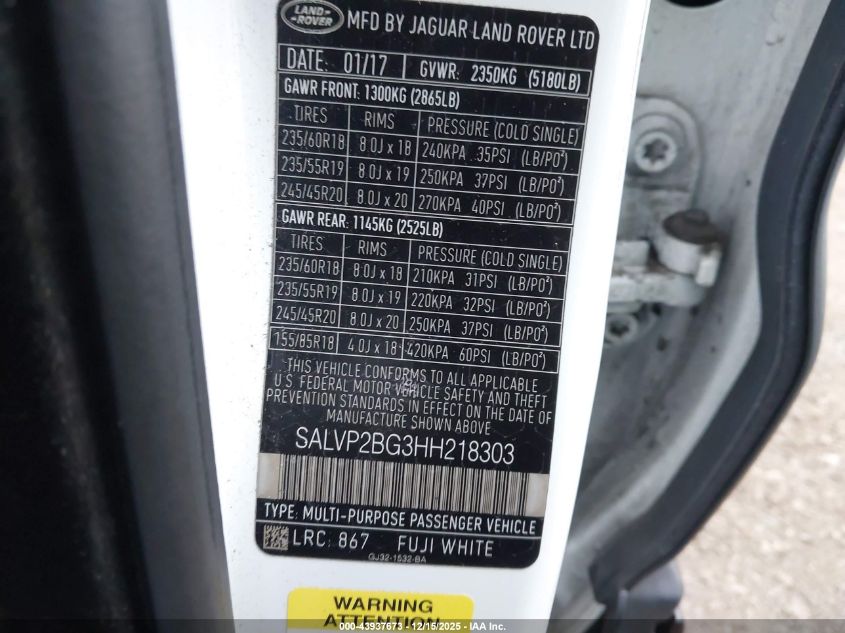 LAND-ROVER MFD BY JAGUAR LAND ROVER LTD
DATE: 01/17 GVWR: 2350KG (5180LB)
GAWR FRONT: 1300KG (2865LB)
TIRES RIMS PRESSURE (COLD SINGLE)
235/60R18 8.0J x 18 240KPA 35PSI (LB/PO²)
235/55R19 8.0J x 19 250KPA 37PSI (LB/PO²)
245/45R20 8.0J x 20 270KPA 40PSI (LB/PO²)
GAWR REAR: 1145KG (2525LB)
TIRES RIMS PRESSURE (COLD SINGLE)
235/60R18 8.0J x 18 210KPA 31PSI (LB/PO²)
235/55R19 8.0J x 19 220KPA 32PSI (LB/PO²)
245/45R20 8.0J x 20 250KPA 37PSI (LB/PO²)
155/85R18 4.0J x 18 420KPA 60PSI (LB/PO²)
THIS VEHICLE CONFORMS TO ALL APPLICABLE
U.S. FEDERAL MOTOR VEHICLE SAFETY AND THEFT
PREVENTION STANDARDS IN EFFECT ON THE DATE OF
MANUFACTURE SHOWN ABOVE.
SALVP2BG3HH218303
TYPE: MULTI-PURPOSE PASSENGER VEHICLE
LRC: 867 FUJI WHITE
GJ32-1532-BA
WARNING
ATTENTION
000-43937673 - 12/15/2025 - IAA Inc.